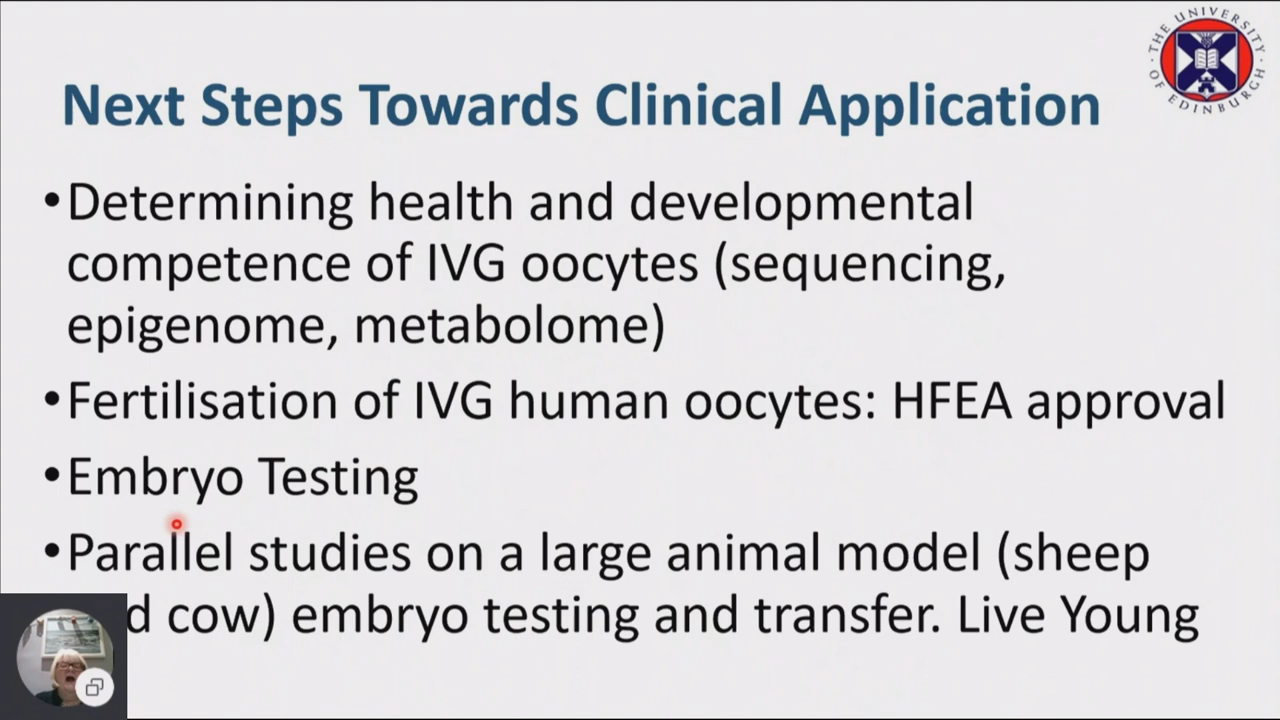 THE UNIVERSITY OF EDINBURGH
Next Steps Towards Clinical Application
•Determining health and developmental
competence of IVG oocytes (sequencing,
epigenome, metabolome)
•Fertilisation of IVG human oocytes: HFEA approval
•Embryo Testing
•Parallel studies on a large animal model (sheep
d cow) embryo testing and transfer. Live Young